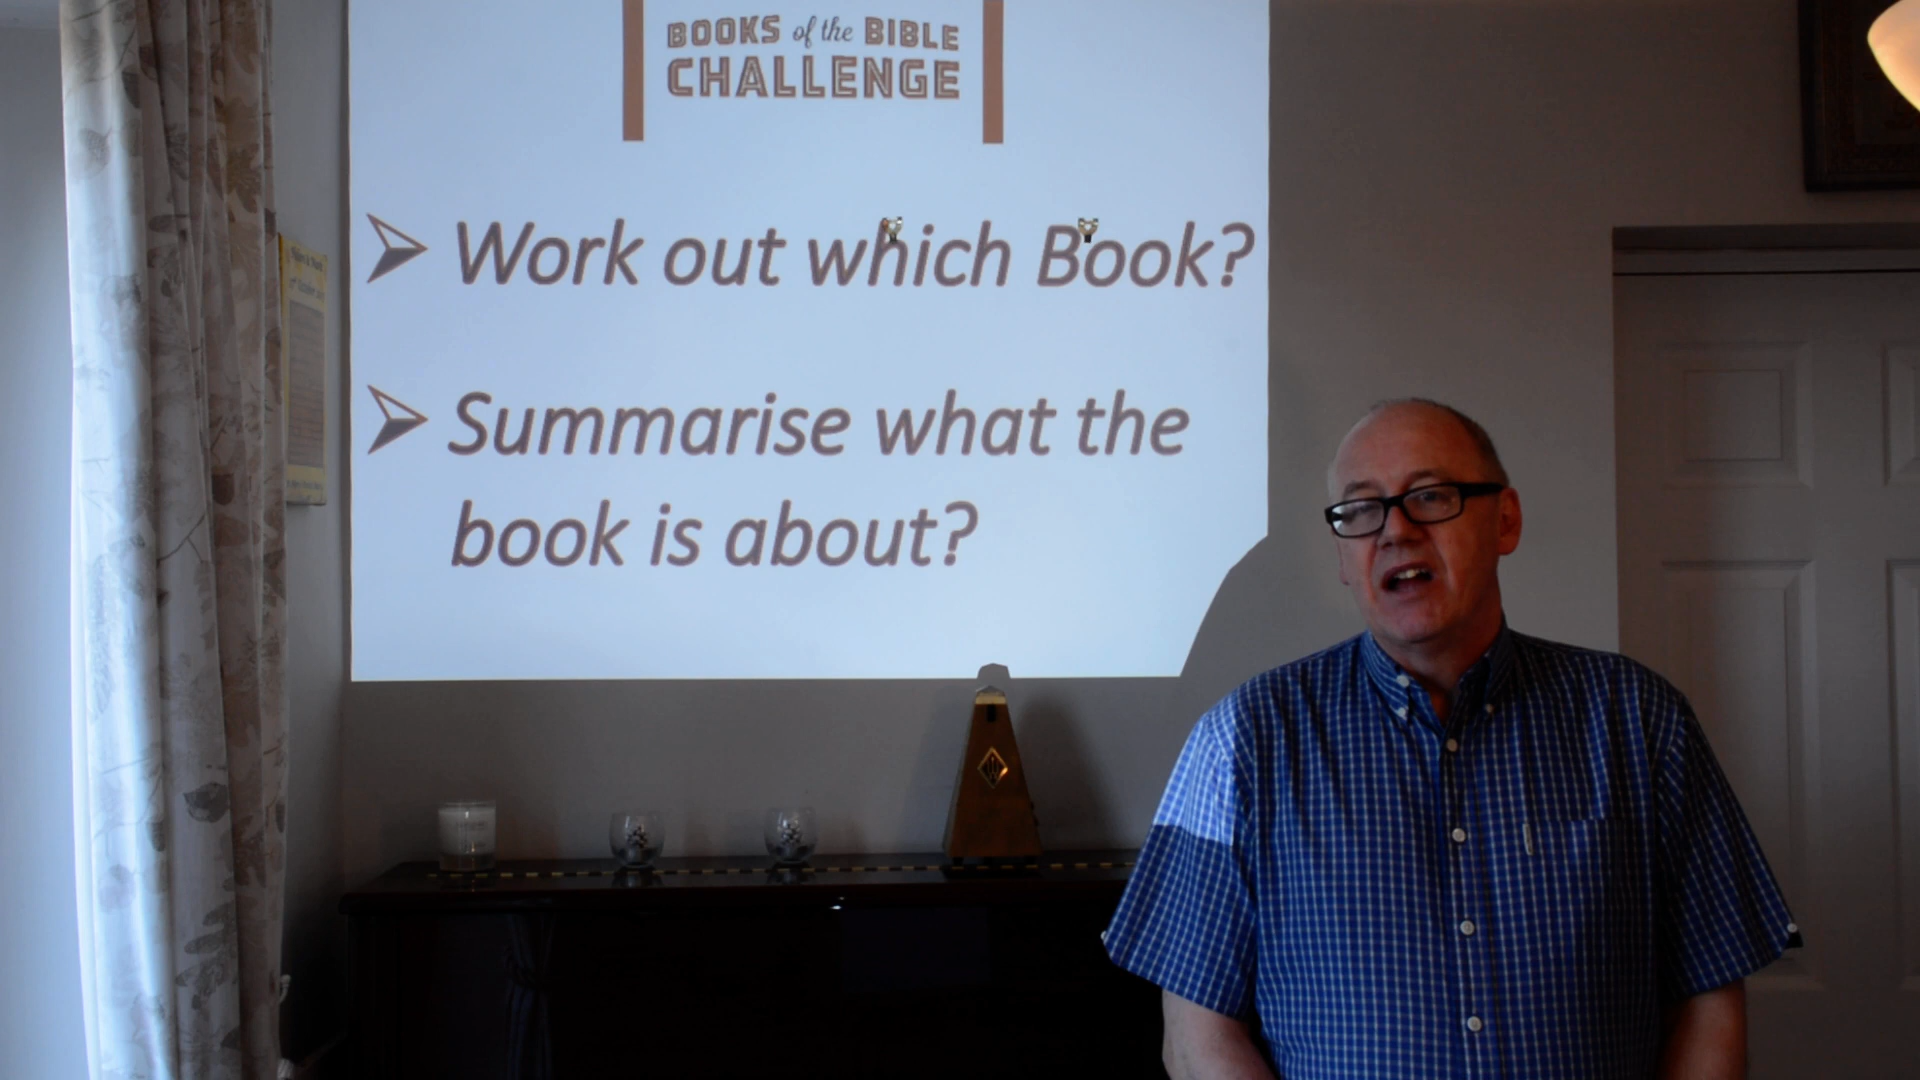 BOOKS of the BIBLE
CHALLENGE
Work out which Book?
Summarise what the
book is about?